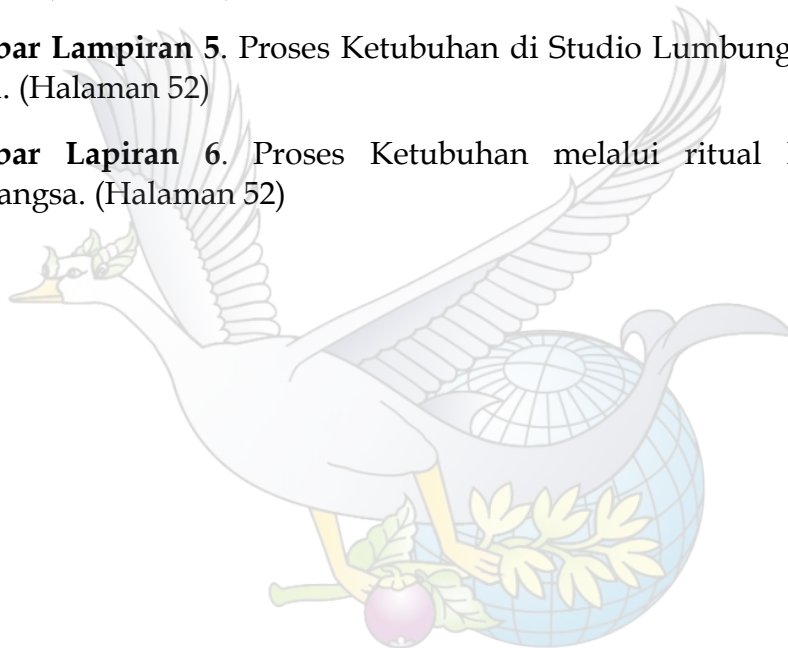 bar Lampiran 5. Proses Ketubuhan di Studio Lumbung
. (Halaman 52)
bar Lapiran 6. Proses Ketubuhan melalui ritual
angsa. (Halaman 52)